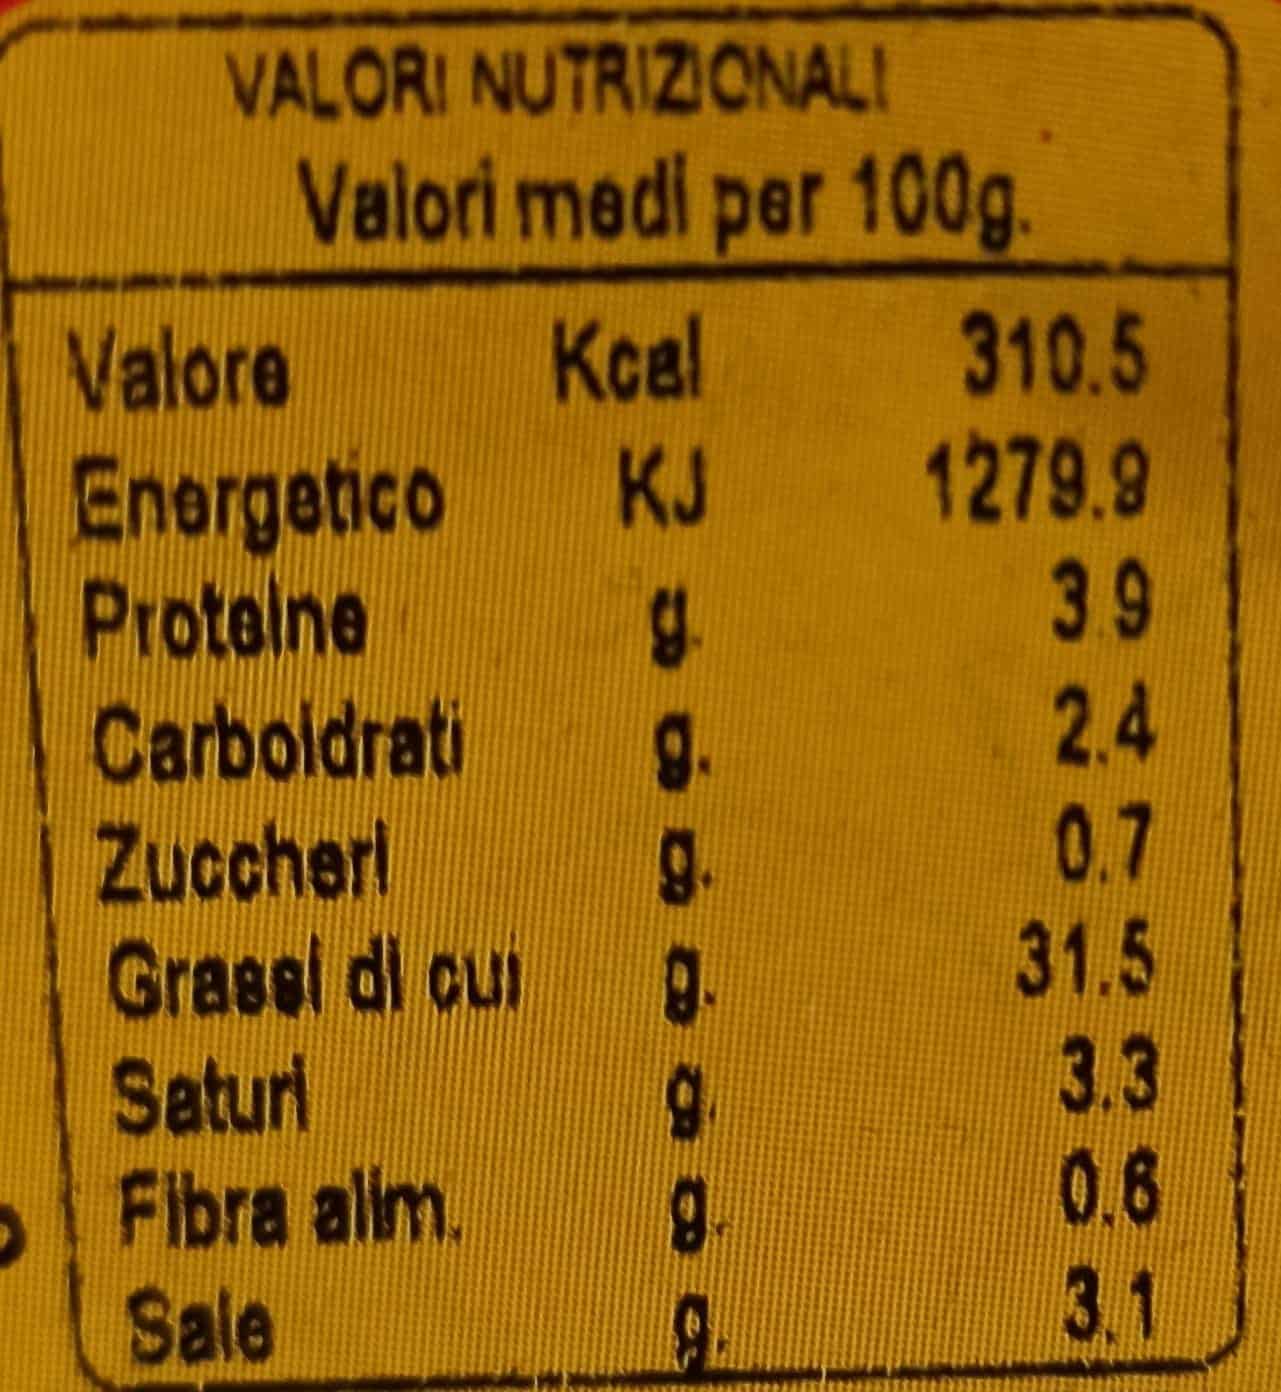 VALORI NUTRIZIONALI
Valori medi per 100g.
Valore Kcal 310.5
Energetico KJ 1279.9
Proteine g. 3.9
Carboidrati g. 2.4
Zuccheri g. 0.7
Grassi di cui g. 31.5
Saturi g. 3.3
Fibra alim. g. 0.6
Sale g. 3.1